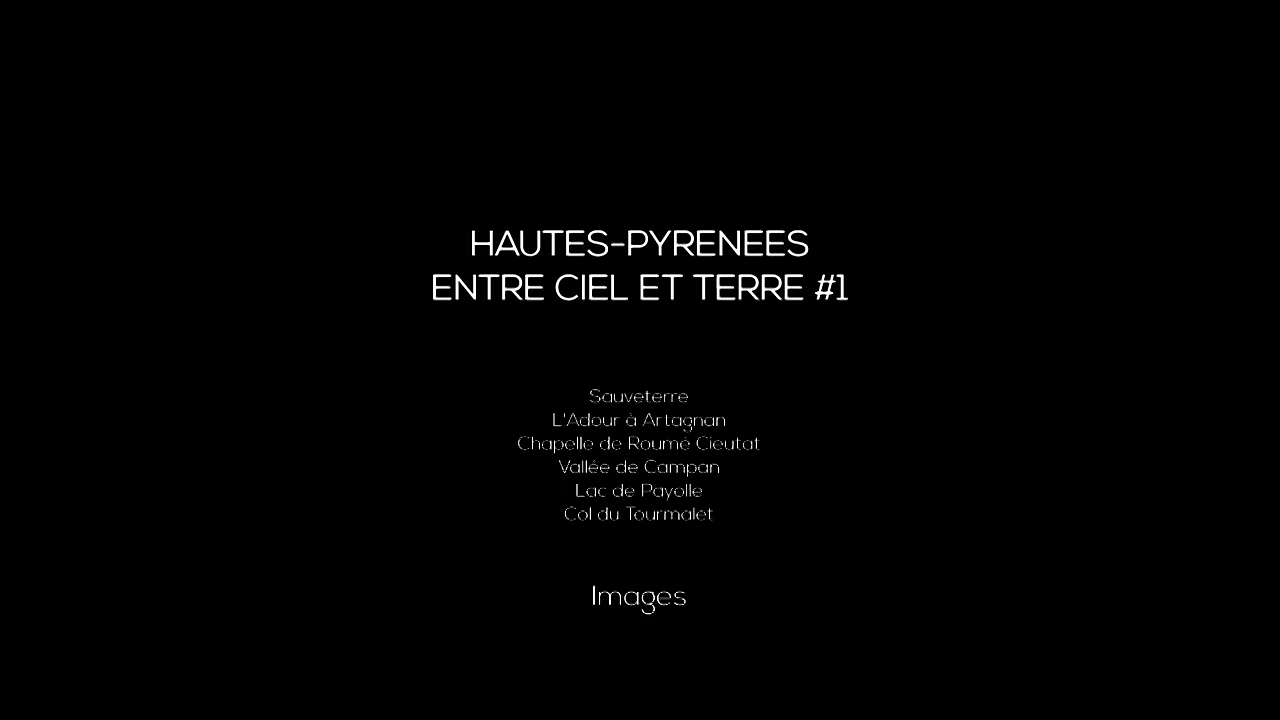 HAUTES-PYRENEES
ENTRE CIEL ET TERRE #1
Sauveterre
L'Adour à Artagnan
Chapelle de Roumé Cieutat
Vallée de Campan
Lac de Payolle
Col du Tourmalet
Images